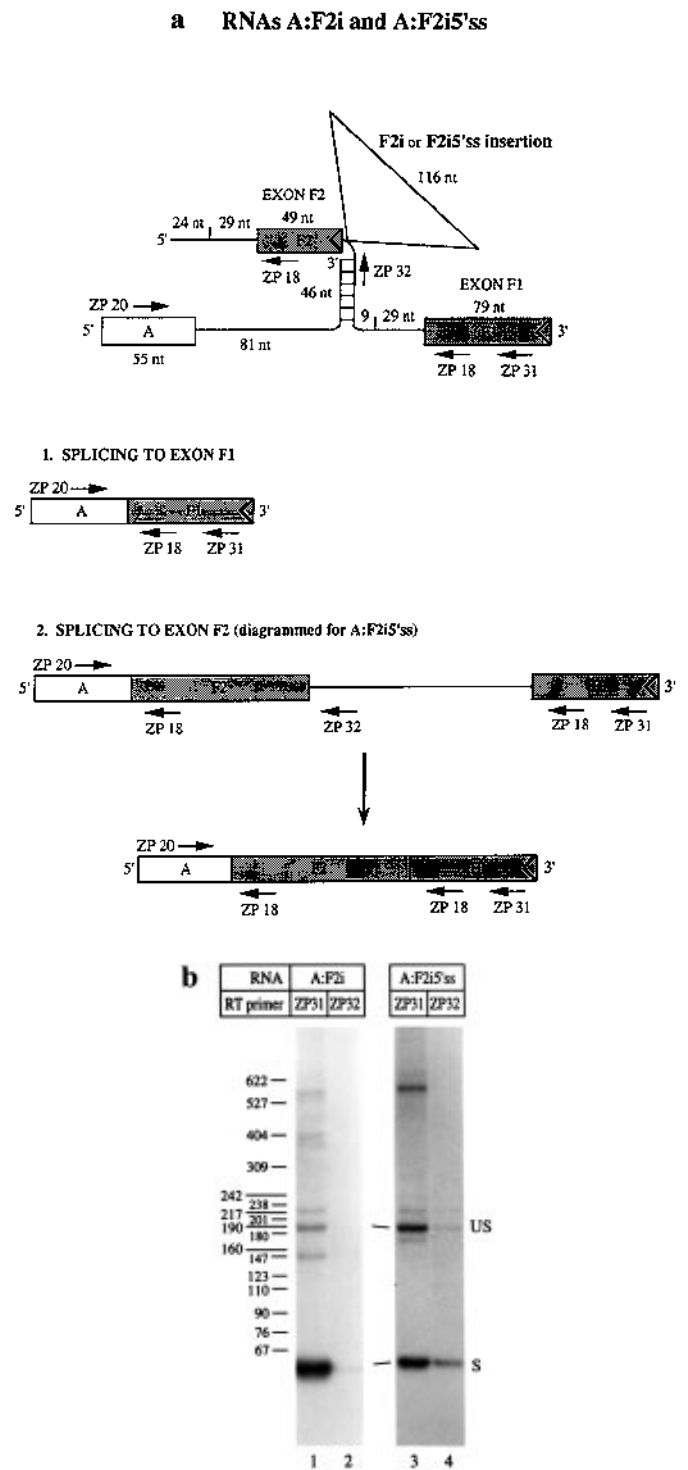 a RNAs A:F2i and A:F2i5'ss
F2i or F2i5'ss insertion
116 nt
EXON F2
49 nt
24 nt 29 nt
5' F2
ZP 18 3' ZP 32
46 nt
EXON F1
79 nt
ZP 20
9 29 nt
5' A 3'
81 nt
55 nt
ZP 18 ZP 31
1. SPLICING TO EXON F1
ZP 20
5' A 3'
ZP 18 ZP 31
2. SPLICING TO EXON F2 (diagrammed for A:F2i5'ss)
ZP 20
5' A F2 3'
ZP 18 ZP 32 ZP 18 ZP 31
ZP 20
5' A 3'
ZP 18 ZP 18 ZP 31
b RNA A:F2i A:F2i5'ss
RT primer ZP31 ZP32 ZP31 ZP32
622
527
404
309
242
238
217
201
190 US
180
160
147
123
110
90
76
67
S
1 2 3 4